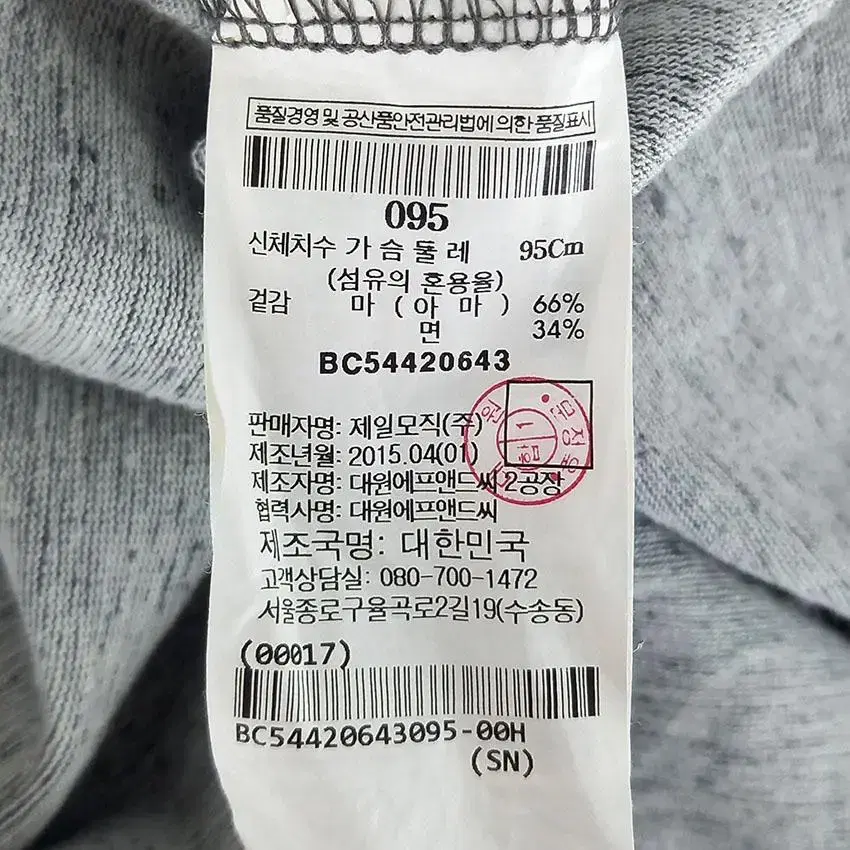 품질경영 및 공산품안전관리법에 의한 품질표시
095
신체치수 가 슴 둘 레 95Cm
(섬유의 혼용율)
겉감 마 ( 아 마 ) 66%
면 34%
BC54420643
판매자명: 제일모직(주)
제조년월: 2015.04(01)
제조자명: 대원에프앤드씨 2공장
협력사명: 대원에프앤드씨
제조국명: 대한민국
고객상담실: 080-700-1472
서울종로구율곡로2길19(수송동)
(00017)
BC54420643095-00H
(SN)